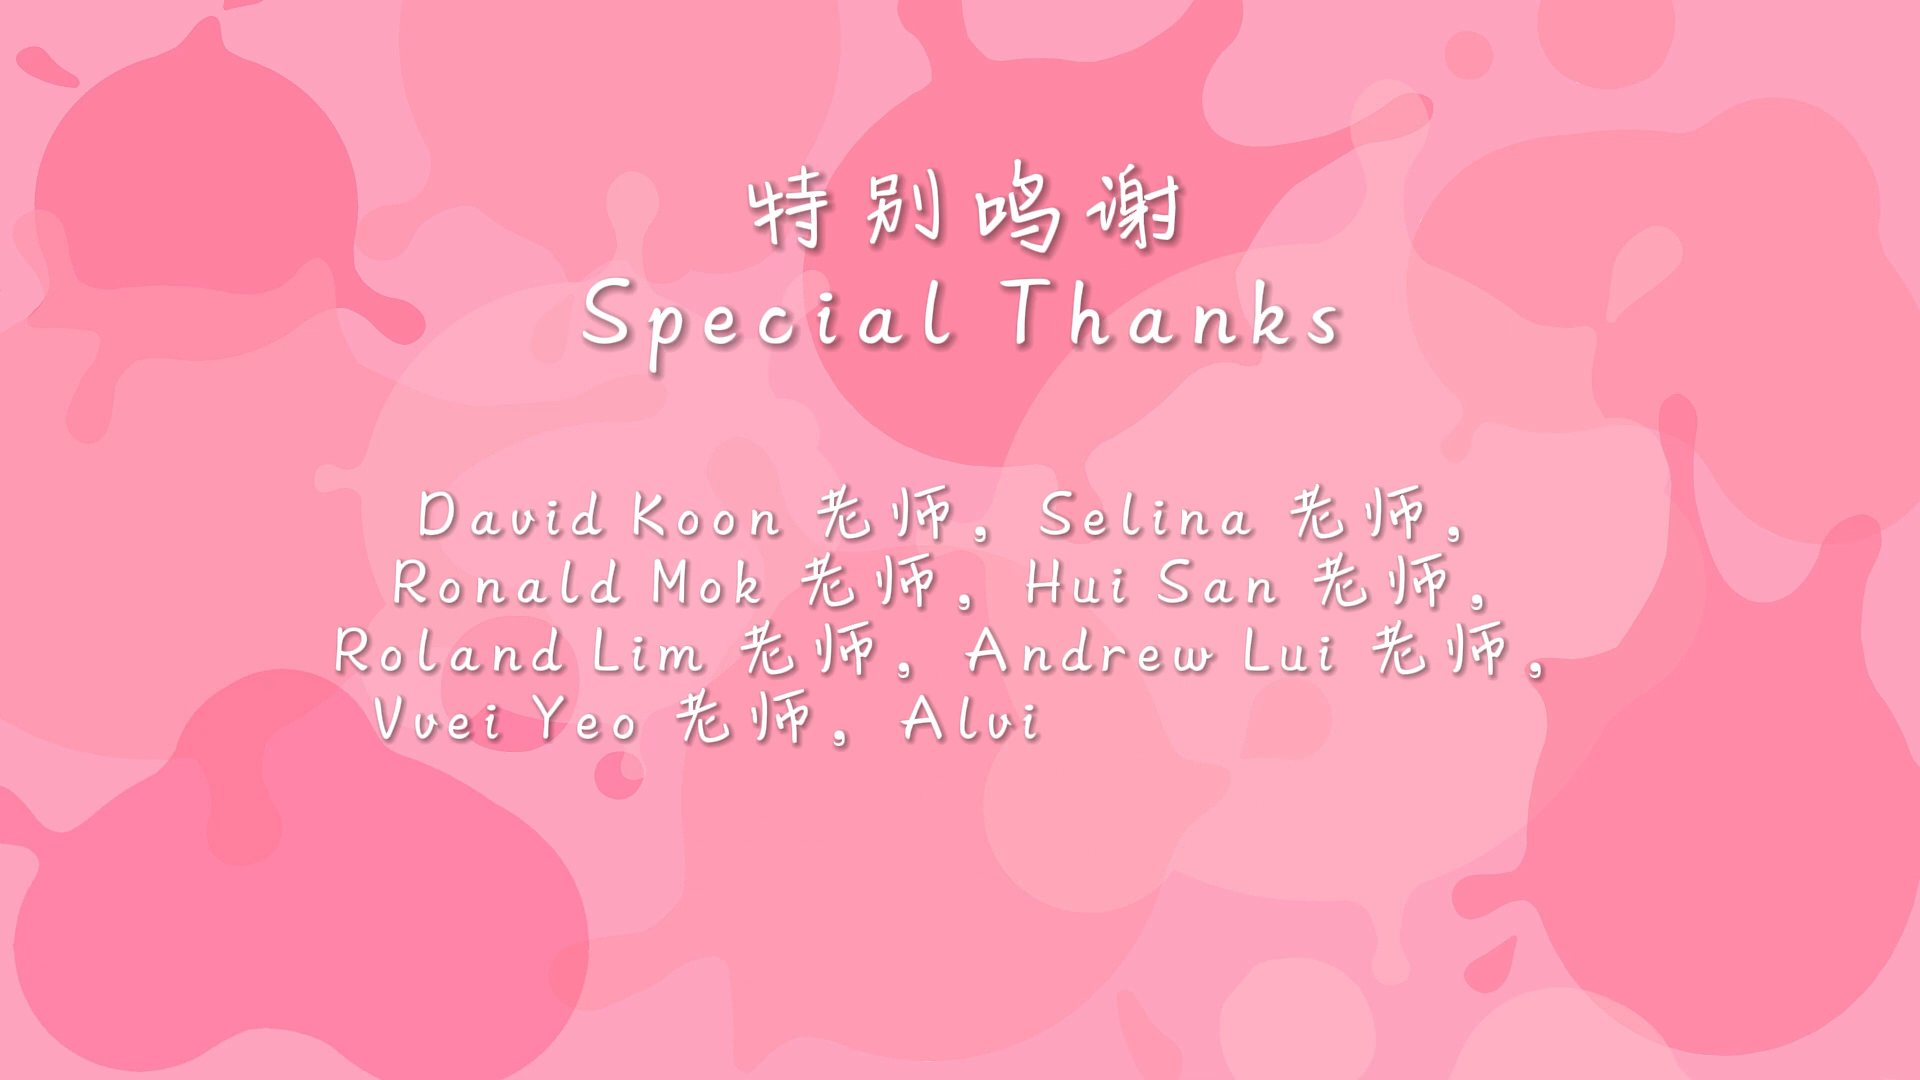 特别鸣谢
Special Thanks
David Koon 老师，Selina 老师，
Ronald Mok 老师，Hui San 老师，
Roland Lim 老师，Andrew Lui 老师，
Vvei Yeo 老师，Alvi